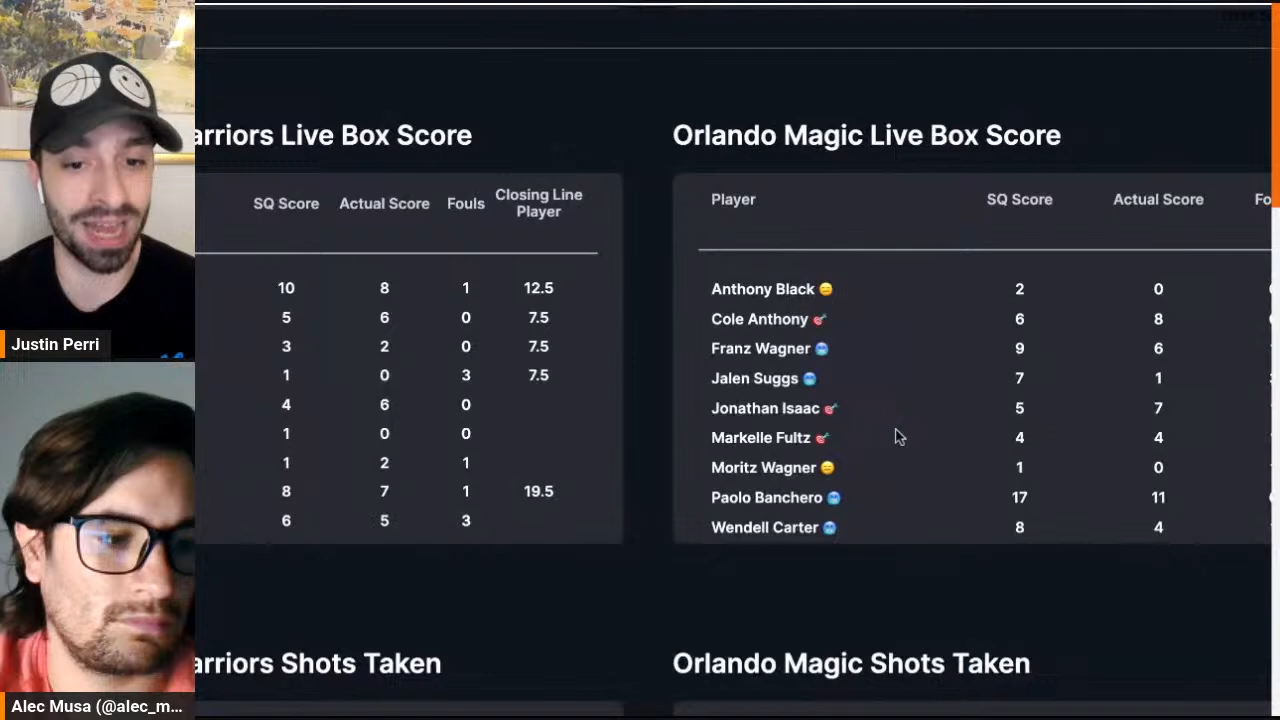 arriors Live Box Score
SQ Score Actual Score Fouls Closing Line Player
10 8 1 12.5
5 6 0 7.5
3 2 0 7.5
1 0 3 7.5
4 6 0
1 0 0
1 2 1
8 7 1 19.5
6 5 3
Orlando Magic Live Box Score
Player SQ Score Actual Score Fo
Anthony Black 2 0
Cole Anthony 6 8
Franz Wagner 9 6
Jalen Suggs 7 1
Jonathan Isaac 5 7
Markelle Fultz 4 4
Moritz Wagner 1 0
Paolo Banchero 17 11
Wendell Carter 8 4
arriors Shots Taken
Orlando Magic Shots Taken
Justin Perri
Alec Musa (@alec_m...